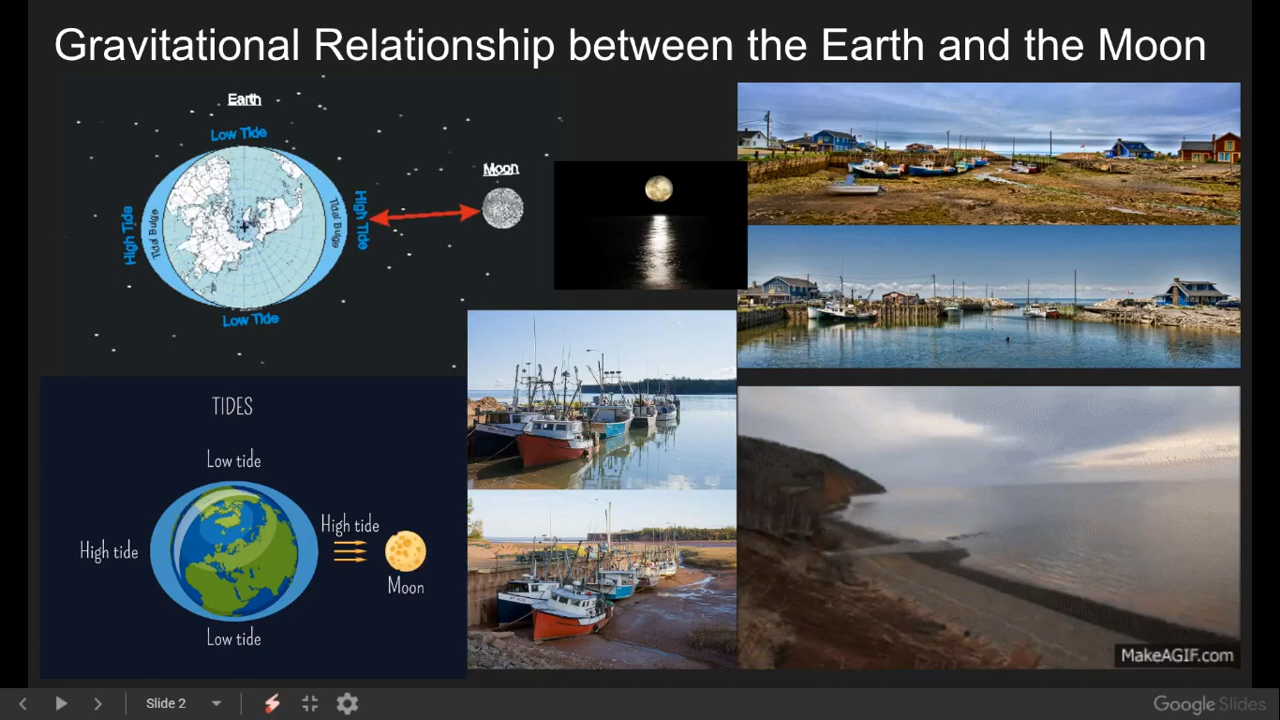 Gravitational Relationship between the Earth and the Moon
Earth
Low Tide
Moon
High Tide
Tidal Bulge
Tidal Bulge
High Tide
Low Tide
TIDES
Low tide
High tide
High tide
Moon
Low tide
MakeAGIF.com
Slide 2
Google Slides